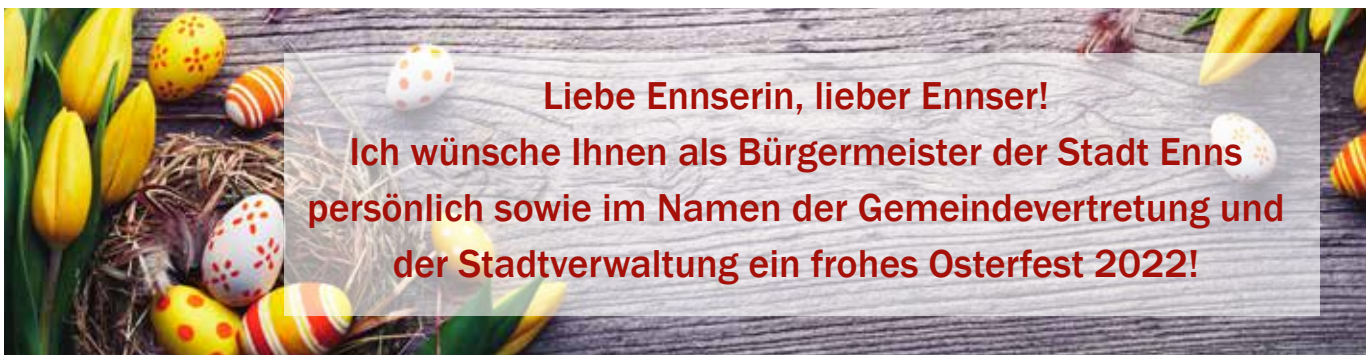 Liebe Ennserin, lieber Ennser!
Ich wünsche Ihnen als Bürgermeister der Stadt Enns
persönlich sowie im Namen der Gemeindevertretung und
der Stadtverwaltung ein frohes Osterfest 2022!